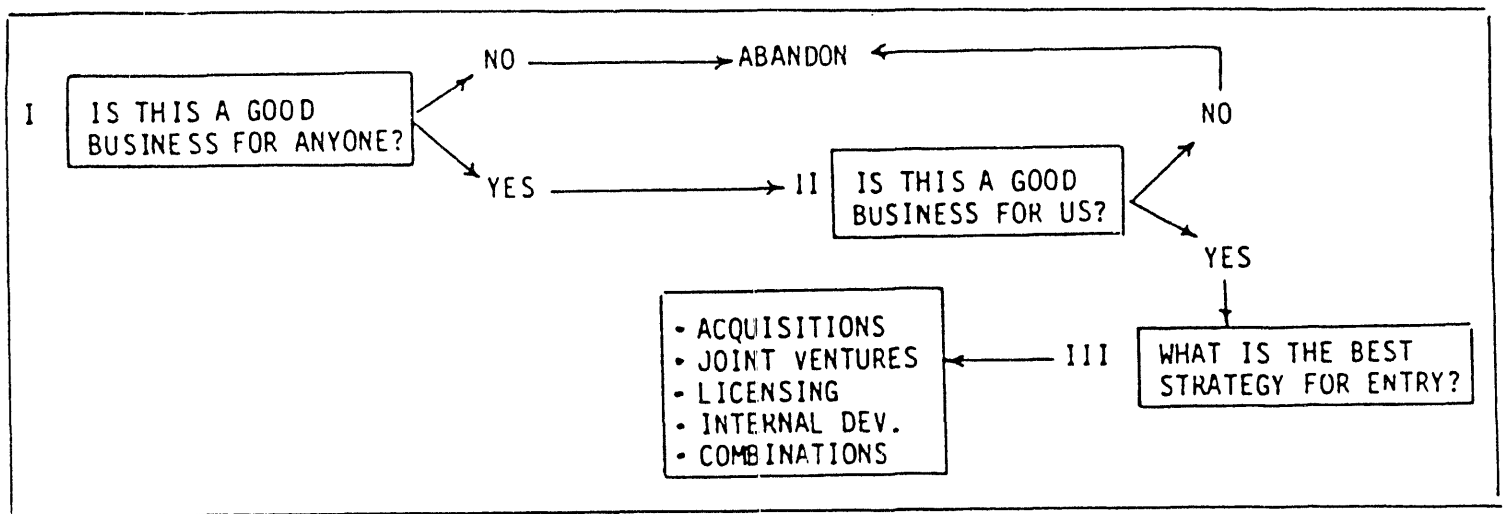 NO
ABANDON
I
IS THIS A GOOD
BUSINESS FOR ANYONE?
NO
YES
II
IS THIS A GOOD
BUSINESS FOR US?
YES
- ACQUISITIONS
- JOINT VENTURES
- LICENSING
- INTERNAL DEV.
- COMBINATIONS
III
WHAT IS THE BEST
STRATEGY FOR ENTRY?